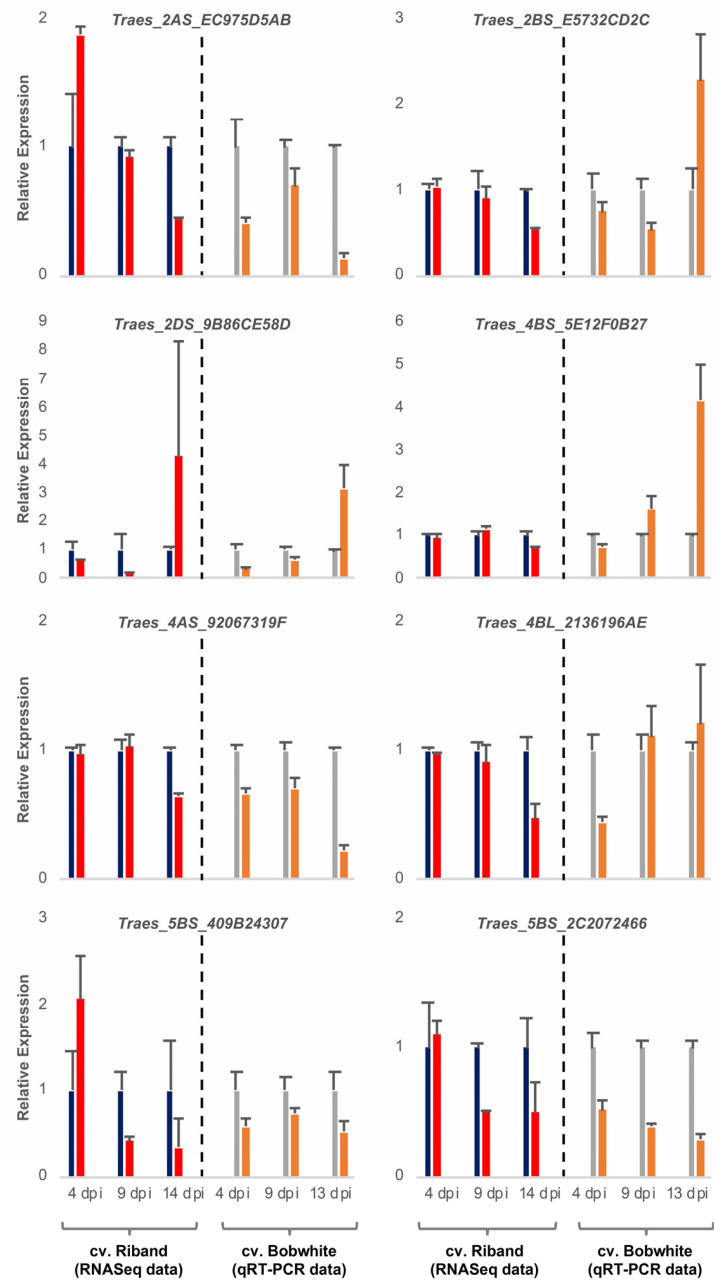 Traes_2AS_EC975D5AB
Relative Expression
2
1
0
Traes_2BS_E5732CD2C
3
2
1
0
Traes_2DS_9B86CE58D
Relative Expression
9
8
7
6
5
4
3
2
1
0
Traes_4BS_5E12F0B27
6
5
4
3
2
1
0
Traes_4AS_92067319F
Relative Expression
2
1
0
Traes_4BL_2136196AE
2
1
0
Traes_5BS_409B24307
Relative Expression
3
2
1
0
Traes_5BS_2C2072466
2
1
0
4 dpi 9 dpi 14 dpi 4 dpi 9 dpi 13 dpi
4 dpi 9 dpi 14 dpi 4 dpi 9 dpi 13 dpi
cv. Riband
(RNASeq data)
cv. Bobwhite
(qRT-PCR data)
cv. Riband
(RNASeq data)
cv. Bobwhite
(qRT-PCR data)